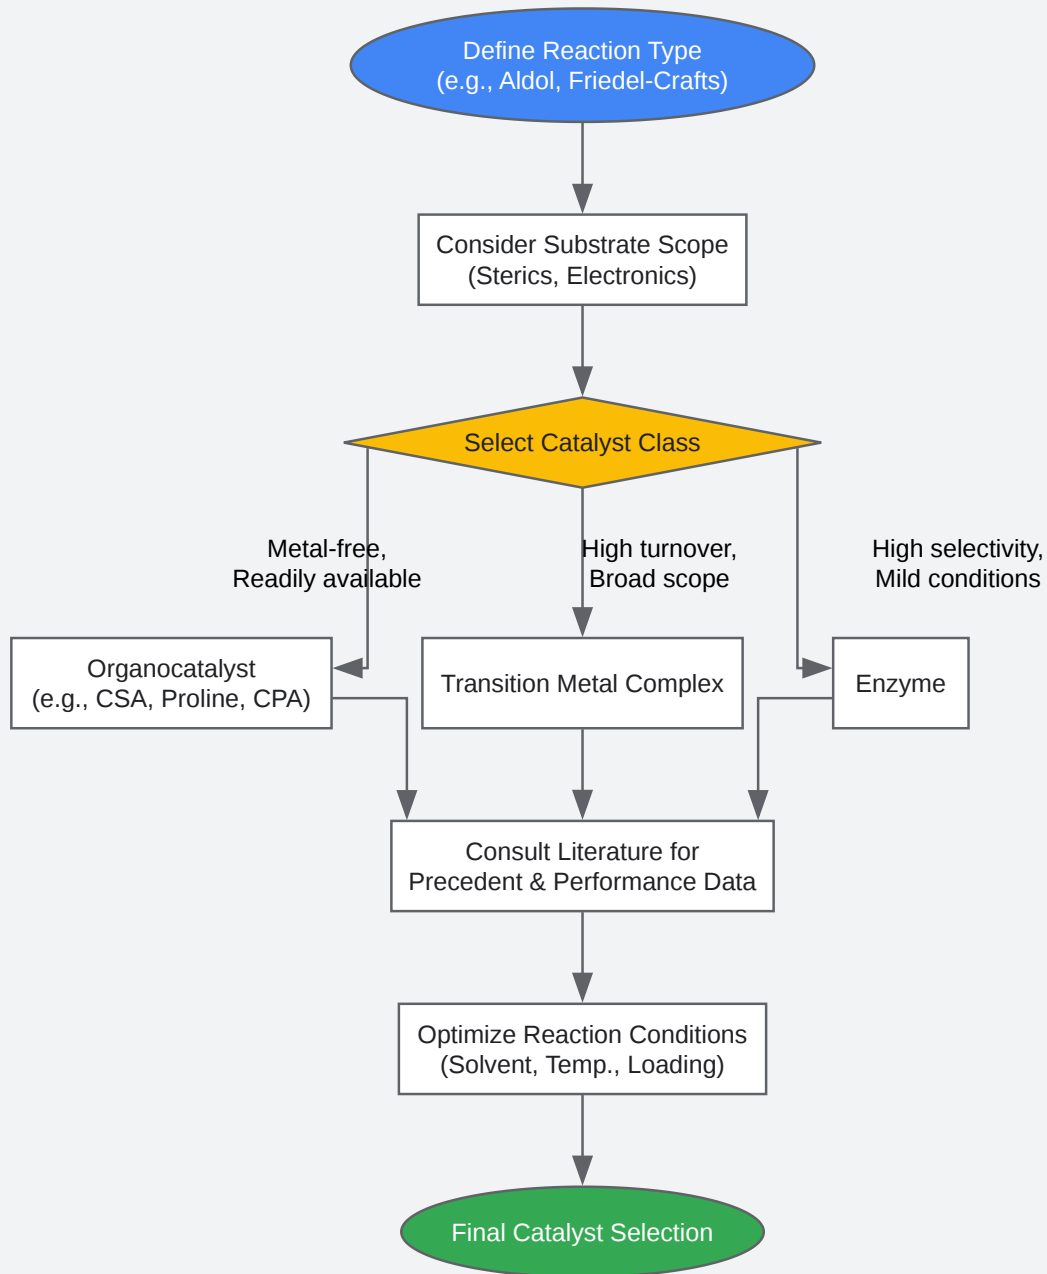 Define Reaction Type
(e.g., Aldol, Friedel-Crafts)
Consider Substrate Scope
(Sterics, Electronics)
Select Catalyst Class
Metal-free,
Readily available
High turnover,
Broad scope
High selectivity,
Mild conditions
Organocatalyst
(e.g., CSA, Proline, CPA)
Transition Metal Complex
Enzyme
Consult Literature for
Precedent & Performance Data
Optimize Reaction Conditions
(Solvent, Temp., Loading)
Final Catalyst Selection